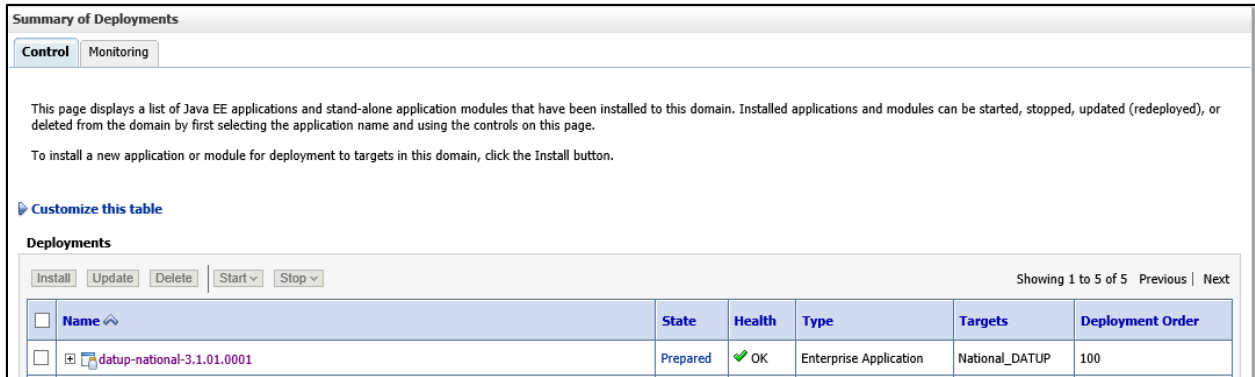 Summary of Deployments
Control Monitoring
This page displays a list of Java EE applications and stand-alone application modules that have been installed to this domain. Installed applications and modules can be started, stopped, updated (redeployed), or
deleted from the domain by first selecting the application name and using the controls on this page.
To install a new application or module for deployment to targets in this domain, click the Install button.
Customize this table
Deployments
Install Update Delete Start Stop Showing 1 to 5 of 5 Previous | Next
Name State Health Type Targets Deployment Order
datup-national-3.1.01.0001 Prepared OK Enterprise Application National_DATUP 100